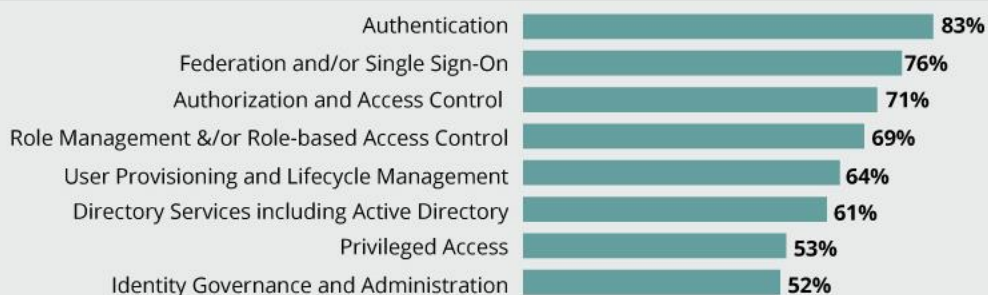 Authentication 83%
Federation and/or Single Sign-On 76%
Authorization and Access Control 71%
Role Management &/or Role-based Access Control 69%
User Provisioning and Lifecycle Management 64%
Directory Services including Active Directory 61%
Privileged Access 53%
Identity Governance and Administration 52%